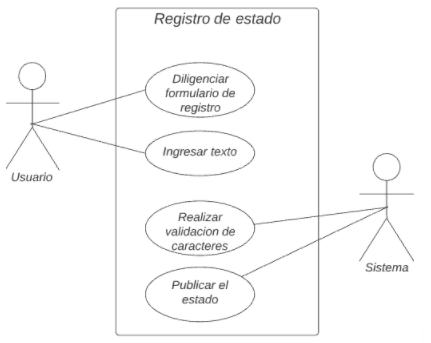 Registro de estado
Diligenciar
formulario de
registro
Usuario
Ingresar texto
Realizar
validacion de
caracteres
Sistema
Publicar el
estado